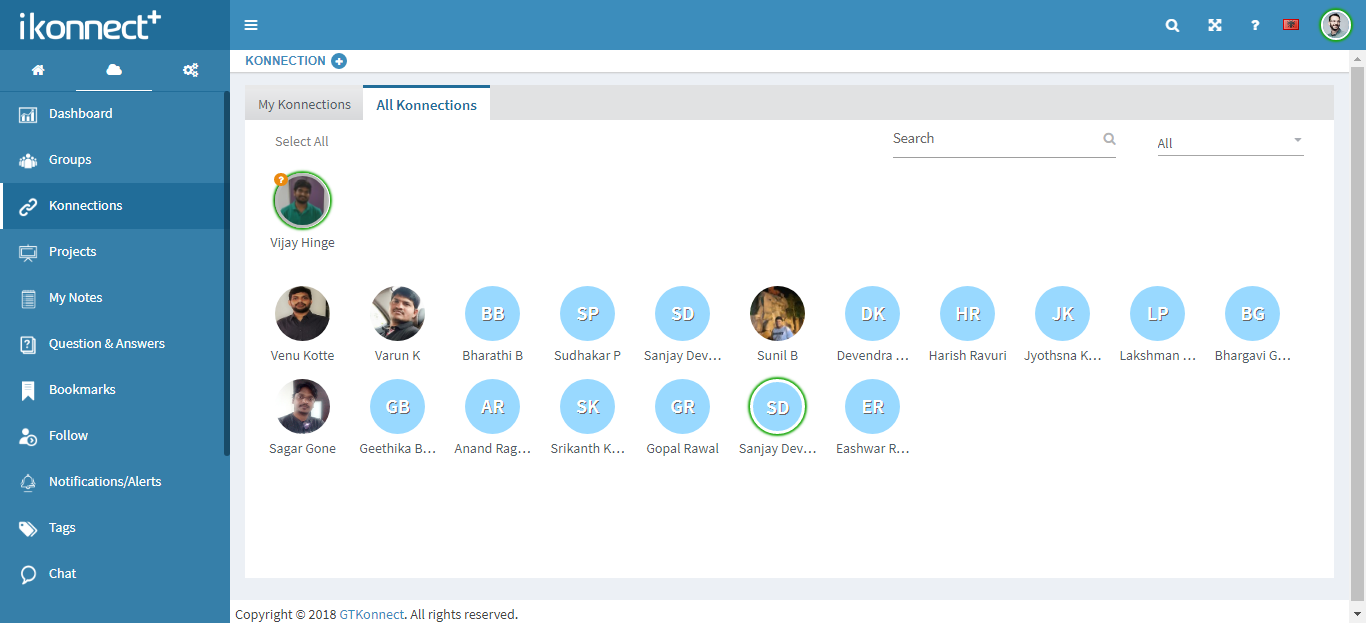 ikonnect+
KONNECTION
My Konnections
All Konnections
Dashboard
Groups
Konnections
Projects
My Notes
Question & Answers
Bookmarks
Follow
Notifications/Alerts
Tags
Chat
Select All
Search
All
?
Vijay Hinge
BB SP SD DK HR JK LP BG
Venu Kotte Varun K Bharathi B Sudhakar P Sanjay Dev... Sunil B Devendra ... Harish Ravuri Jyothsna K... Lakshman ... Bhargavi G...
GB AR SK GR SD ER
Sagar Gone Geethika B... Anand Rag... Srikanth K... Gopal Rawal Sanjay Dev... Eashwar R...
Copyright © 2018 GTKonnect. All rights reserved.